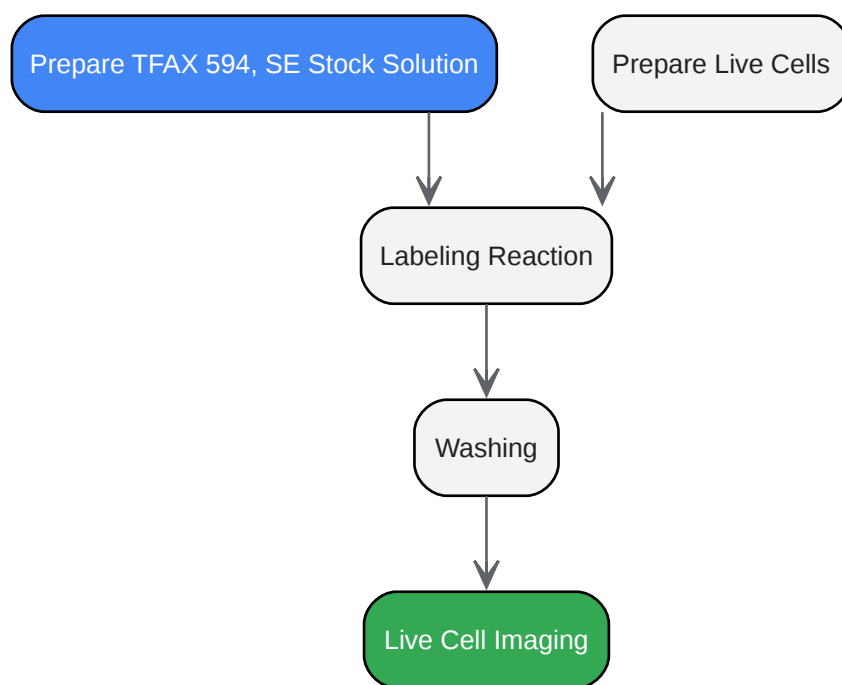 Prepare TFAX 594, SE Stock Solution
Prepare Live Cells
Labeling Reaction
Washing
Live Cell Imaging